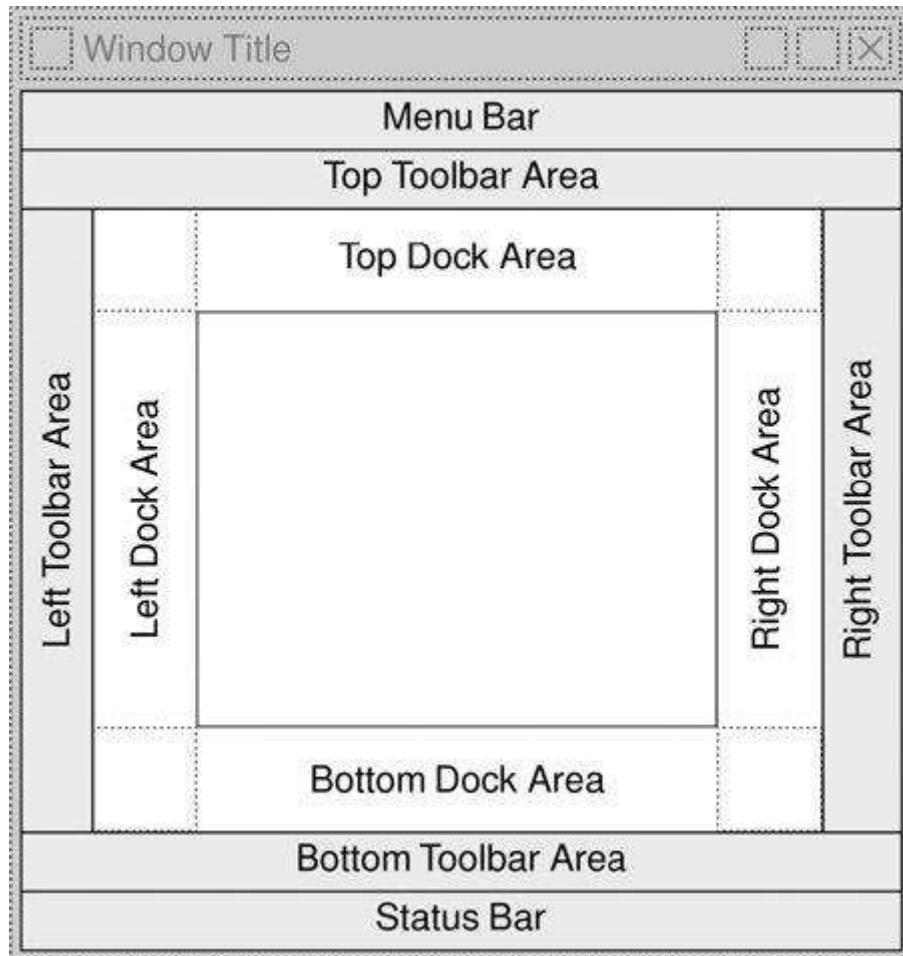 Window Title
Menu Bar
Top Toolbar Area
Top Dock Area
Left Toolbar Area
Left Dock Area
Right Dock Area
Right Toolbar Area
Bottom Dock Area
Bottom Toolbar Area
Status Bar